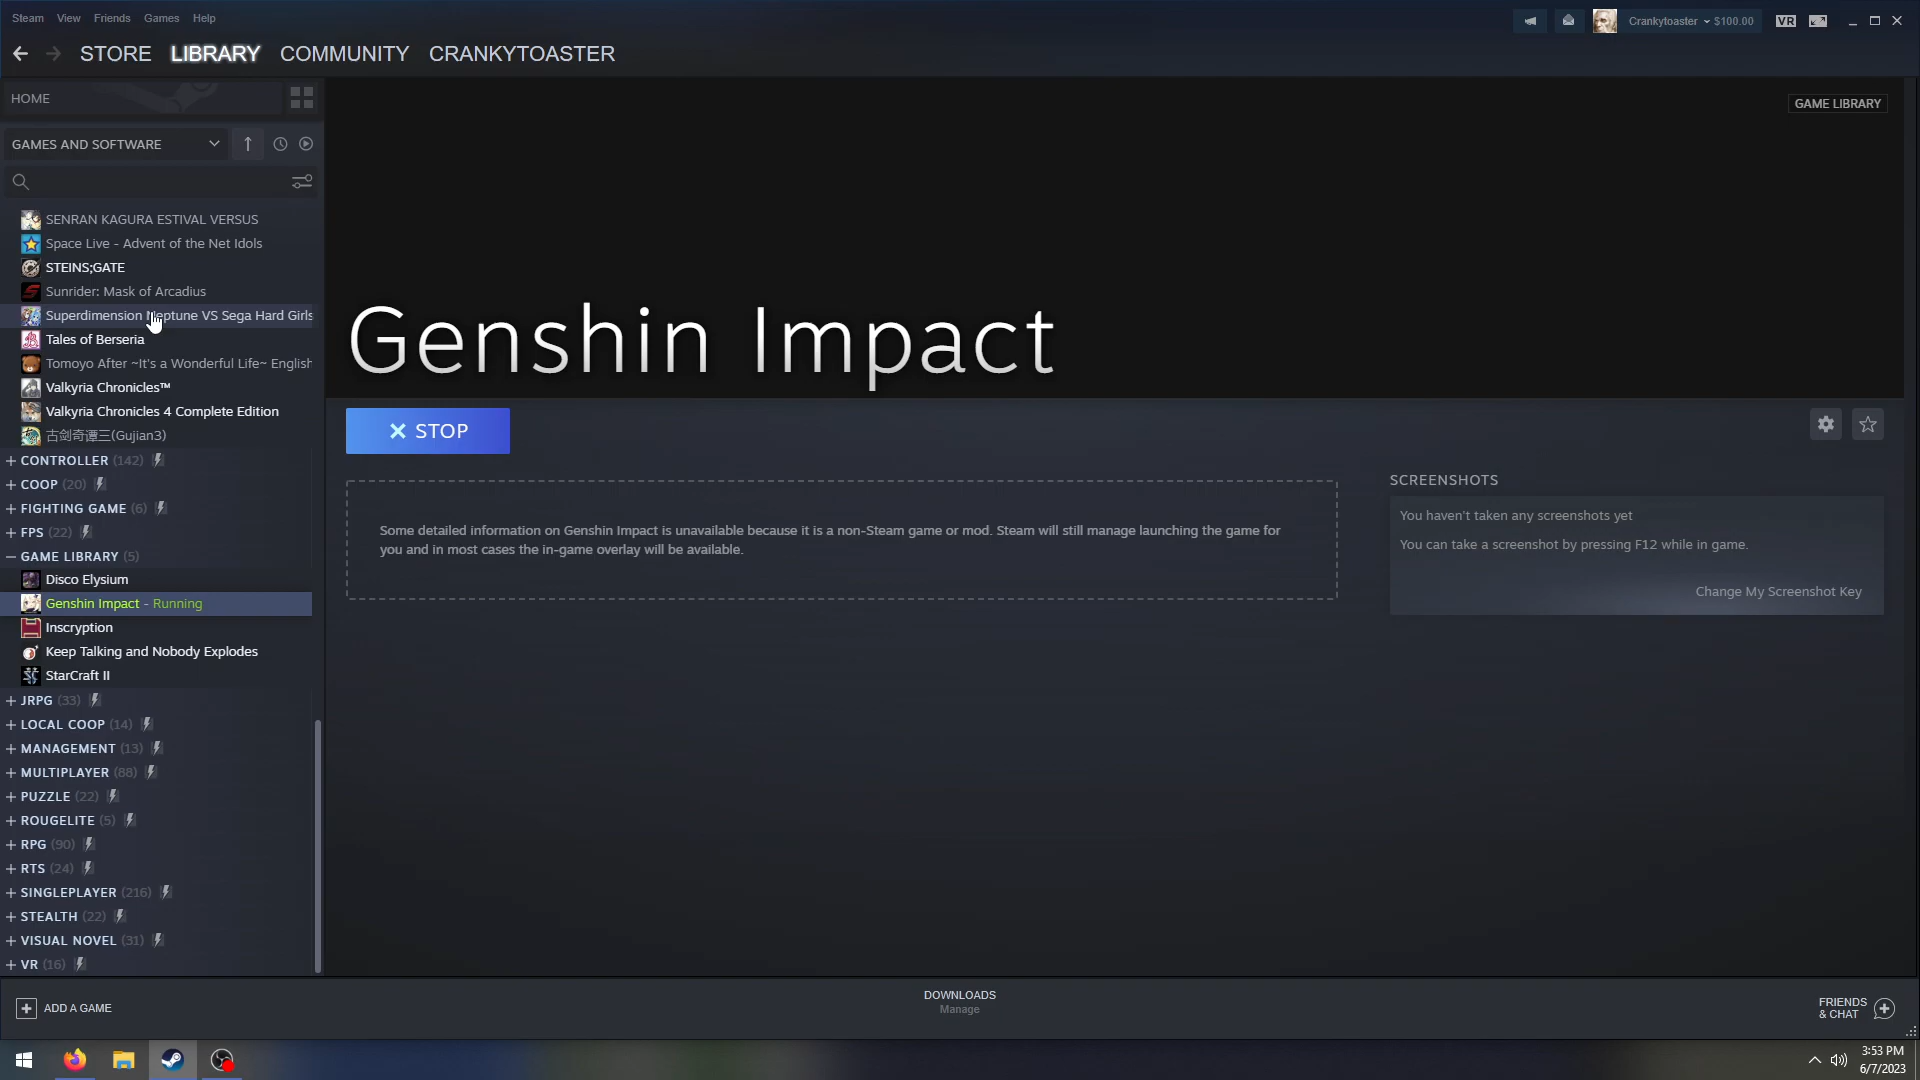 Steam View Friends Games Help
Crankytoaster $100.00 VR
STORE LIBRARY COMMUNITY CRANKYTOASTER
HOME
GAME LIBRARY
GAMES AND SOFTWARE
SENRAN KAGURA ESTIVAL VERSUS
Space Live - Advent of the Net Idols
STEINS;GATE
Sunrider: Mask of Arcadius
Superdimension Neptune VS Sega Hard Girls
Tales of Berseria
Tomoyo After ~It's a Wonderful Life~ English
Valkyria Chronicles™
Valkyria Chronicles 4 Complete Edition
古剑奇谭三(Gujian3)
+ CONTROLLER (142)
+ COOP (20)
+ FIGHTING GAME (6)
+ FPS (22)
– GAME LIBRARY (5)
Disco Elysium
Genshin Impact - Running
Inscryption
Keep Talking and Nobody Explodes
StarCraft II
+ JRPG (33)
+ LOCAL COOP (14)
+ MANAGEMENT (13)
+ MULTIPLAYER (88)
+ PUZZLE (22)
+ ROUGELITE (5)
+ RPG (90)
+ RTS (24)
+ SINGLEPLAYER (216)
+ STEALTH (22)
+ VISUAL NOVEL (31)
+ VR (16)
Genshin Impact
STOP
Some detailed information on Genshin Impact is unavailable because it is a non-Steam game or mod. Steam will still manage launching the game for
you and in most cases the in-game overlay will be available.
SCREENSHOTS
You haven't taken any screenshots yet
You can take a screenshot by pressing F12 while in game.
Change My Screenshot Key
ADD A GAME
DOWNLOADS
Manage
FRIENDS
& CHAT
3:53 PM
6/7/2023